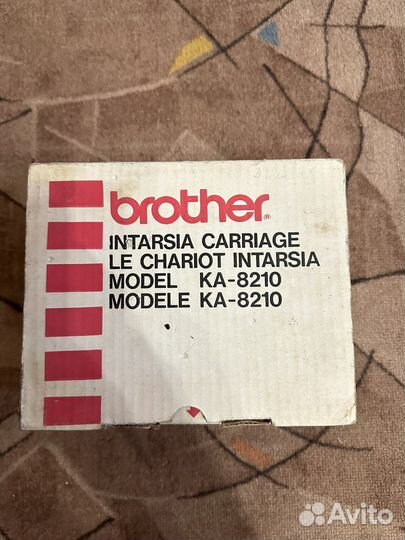 brother®
INTARSIA CARRIAGE
LE CHARIOT INTARSIA
MODEL KA-8210
MODELE KA-8210
Avito